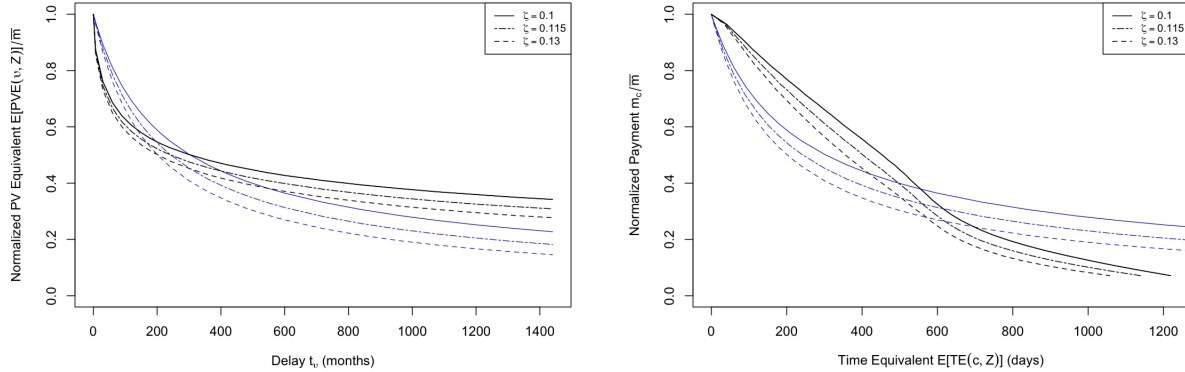 Normalized PV Equivalent E[PVE(υ, Z)]/m̅
1.0
0.8
0.6
0.4
0.2
0.0
ζ = 0.1
ζ = 0.115
ζ = 0.13
0 200 400 600 800 1000 1200 1400
Delay tυ (months)
Normalized Payment mc/m̅
1.0
0.8
0.6
0.4
0.2
0.0
ζ = 0.1
ζ = 0.115
ζ = 0.13
0 200 400 600 800 1000 1200
Time Equivalent E[TE(c, Z)] (days)